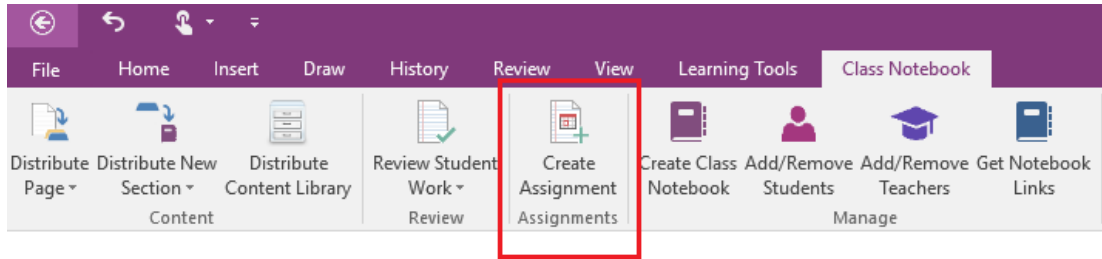 File Home Insert Draw History Review View Learning Tools Class Notebook
Distribute Page
Distribute New Section
Distribute Content Library
Review Student Work
Create Assignment
Create Class Notebook
Add/Remove Students
Add/Remove Teachers
Get Notebook Links
Content Review Assignments Manage